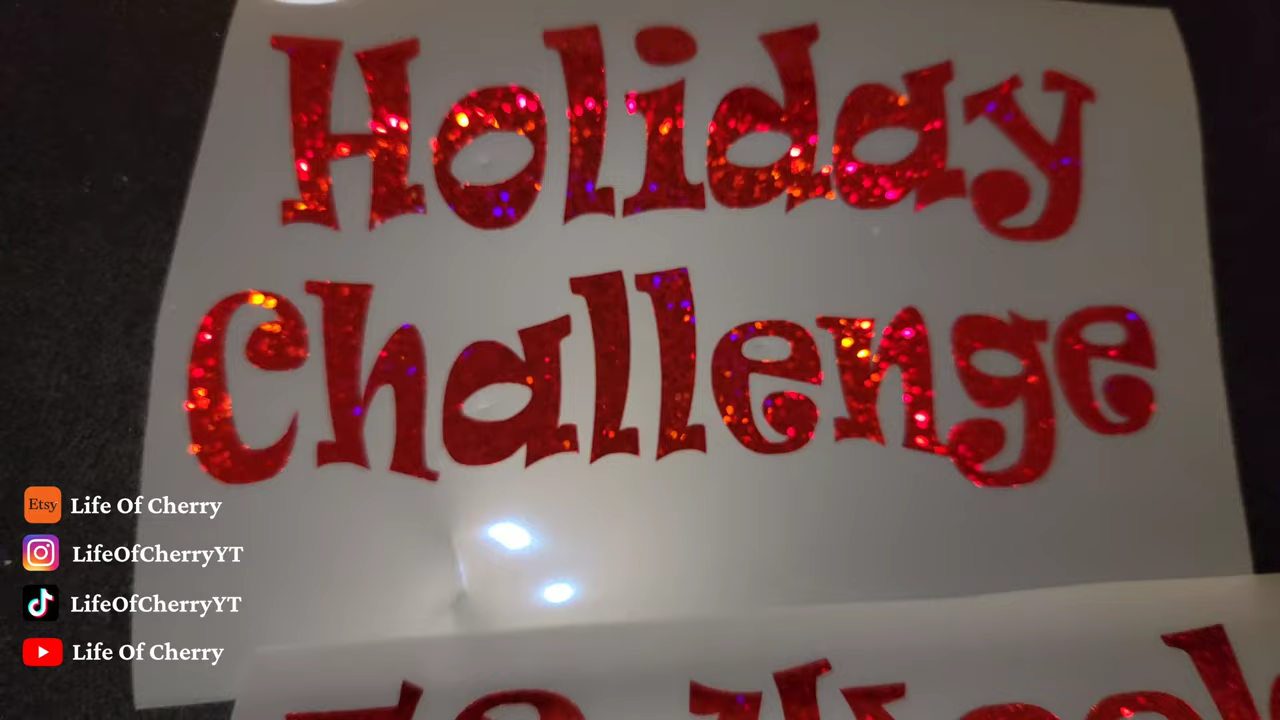 Holiday
Challenge
Etsy Life Of Cherry
LifeOfCherryYT
LifeOfCherryYT
Life Of Cherry